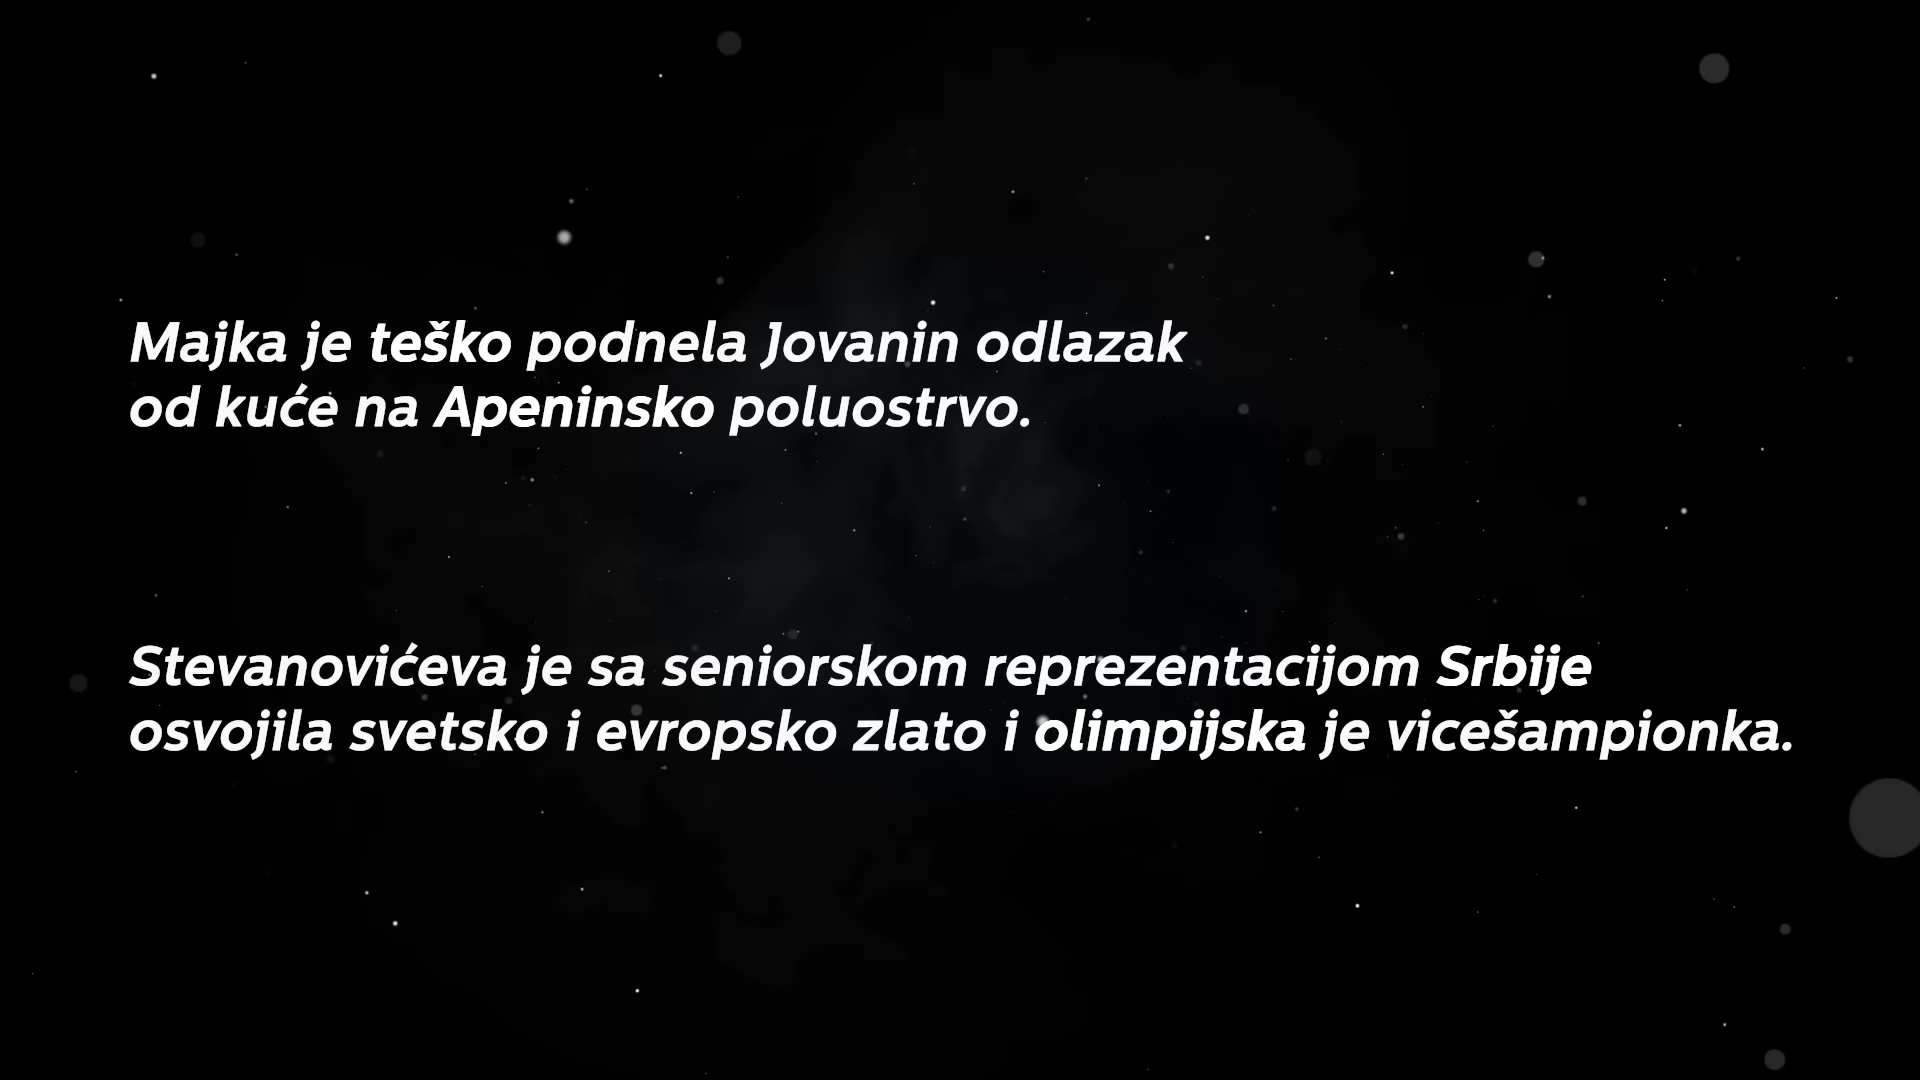 Majka je teško podnela Jovanin odlazak
od kuće na Apeninsko poluostrvo.
Stevanovićeva je sa seniorskom reprezentacijom Srbije
osvojila svetsko i evropsko zlato i olimpijska je vicešampionka.